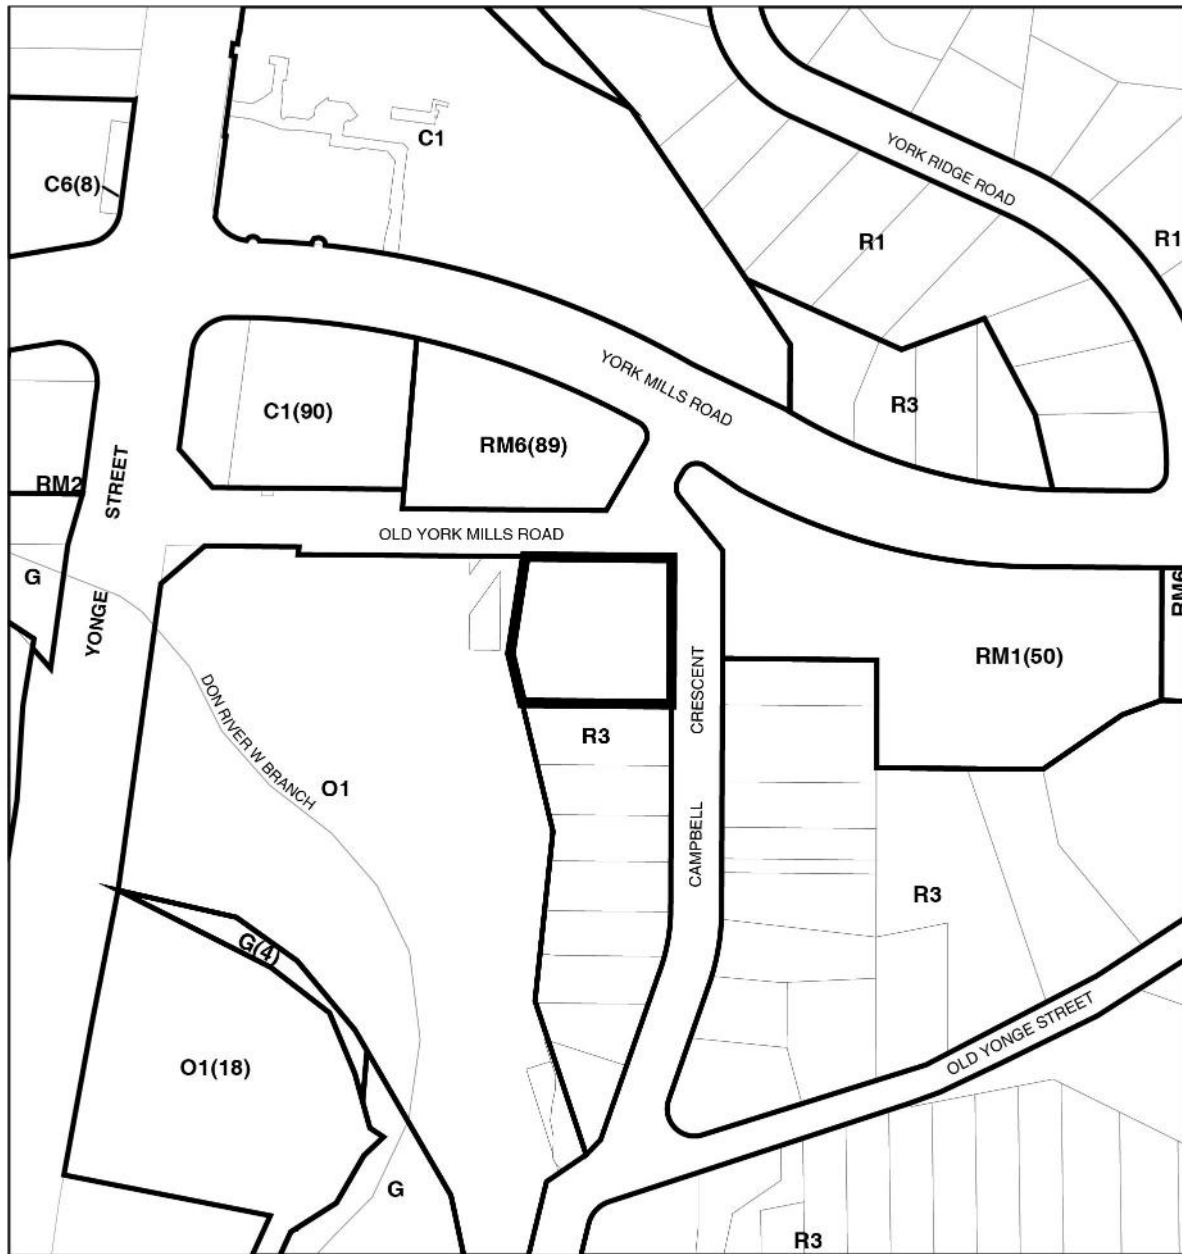 C1
C6(8)
YORK RIDGE ROAD
R1
R1
YORK MILLS ROAD
C1(90)
R3
RM6(89)
STREET
RM2
OLD YORK MILLS ROAD
G
YONGE
RM6
CRESCENT
RM1(50)
DON RIVER W BRANCH
R3
O1
CAMPBELL
R3
G(4)
OLD YONGE STREET
O1(18)
G
R3